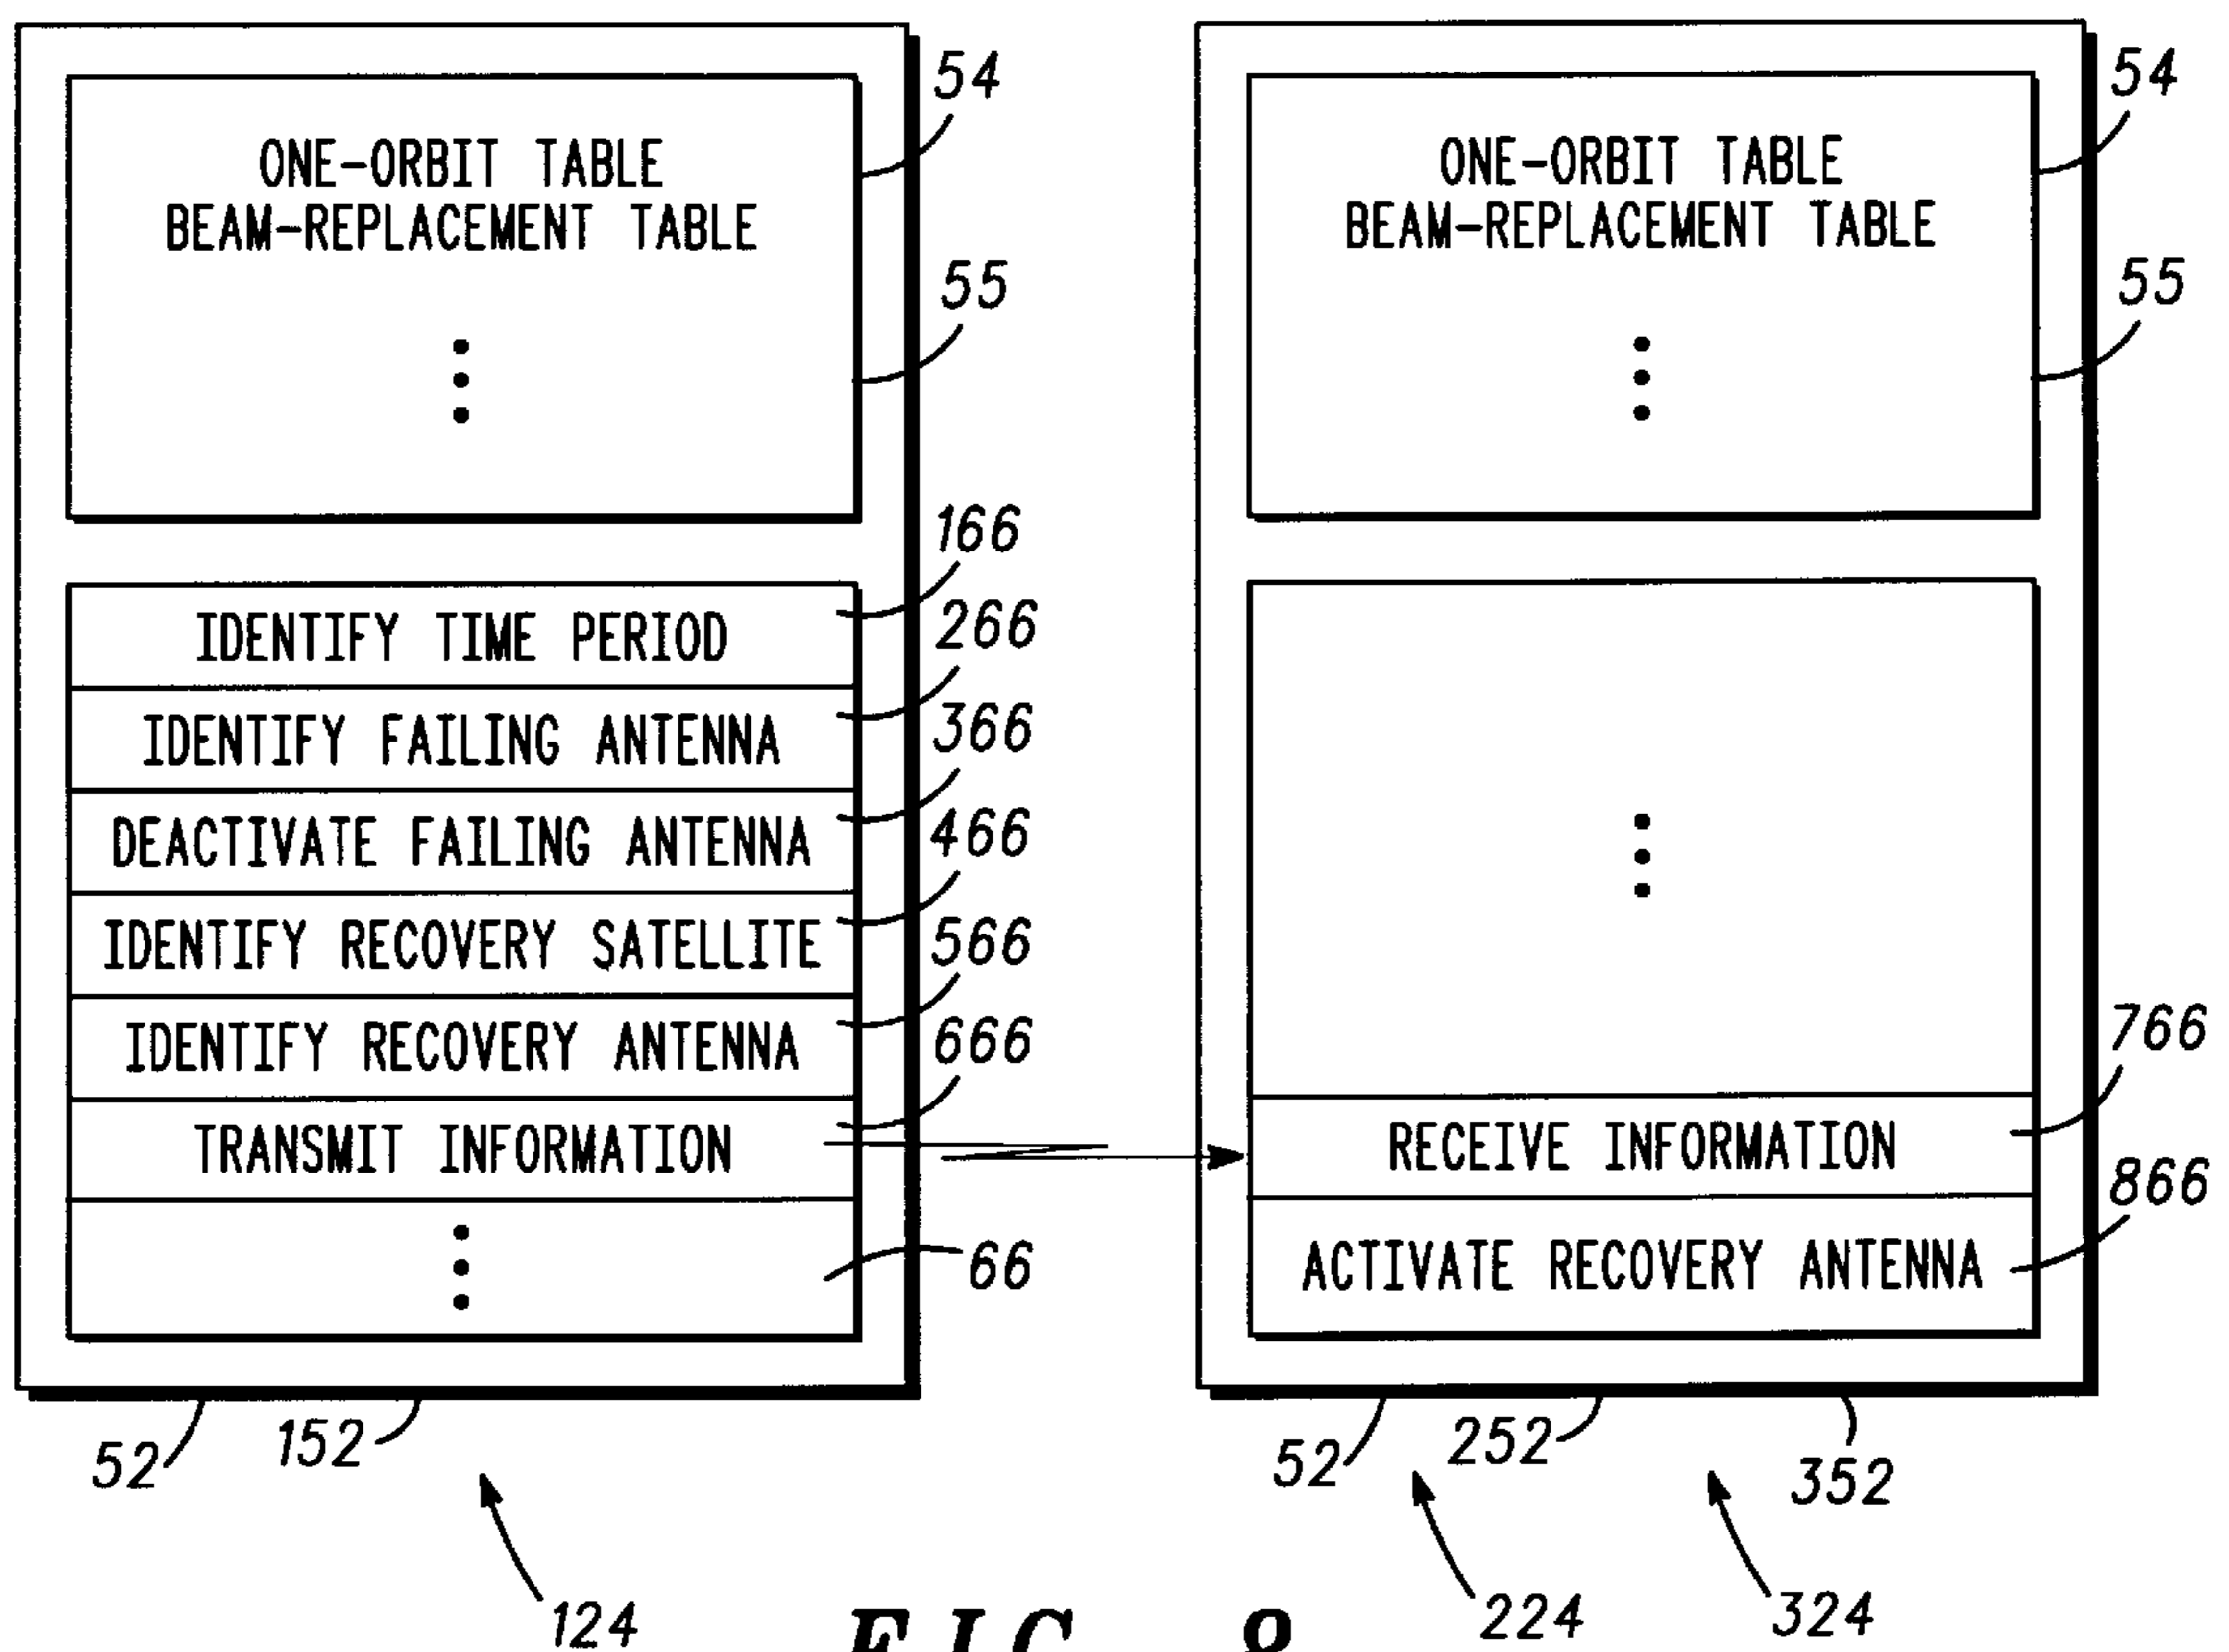 ONE-ORBIT TABLE
BEAM-REPLACEMENT TABLE
54
55
IDENTIFY TIME PERIOD
166
IDENTIFY FAILING ANTENNA
266
DEACTIVATE FAILING ANTENNA
366
IDENTIFY RECOVERY SATELLITE
466
IDENTIFY RECOVERY ANTENNA
566
TRANSMIT INFORMATION
666
66
52
152
124
ONE-ORBIT TABLE
BEAM-REPLACEMENT TABLE
54
55
RECEIVE INFORMATION
766
ACTIVATE RECOVERY ANTENNA
866
52
252
352
224
324
FIG. 8